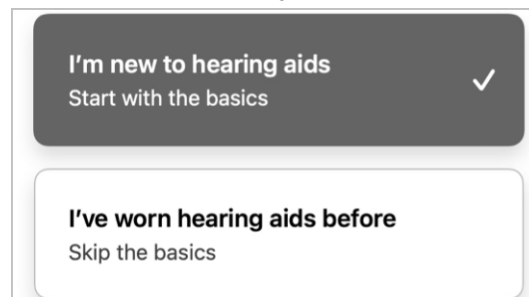 I’m new to hearing aids
Start with the basics
I’ve worn hearing aids before
Skip the basics